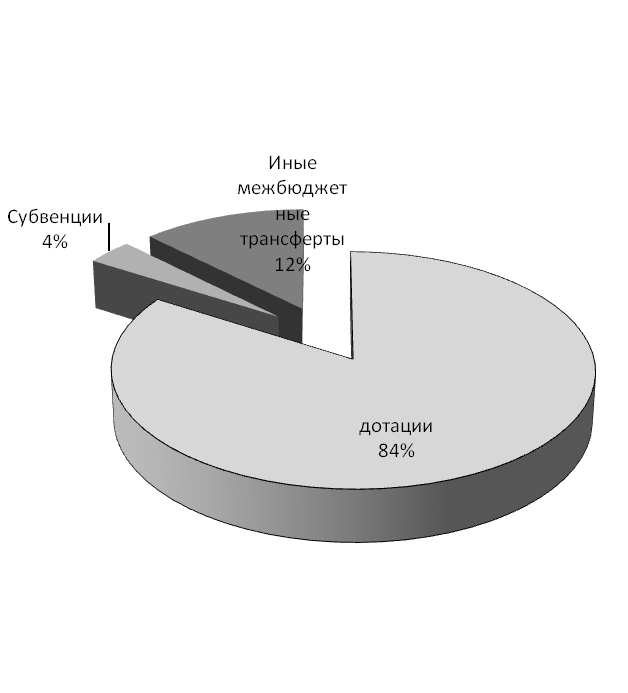 Иные
межбюджет
ные
трансферты
12%
Субвенции
4%
дотации
84%